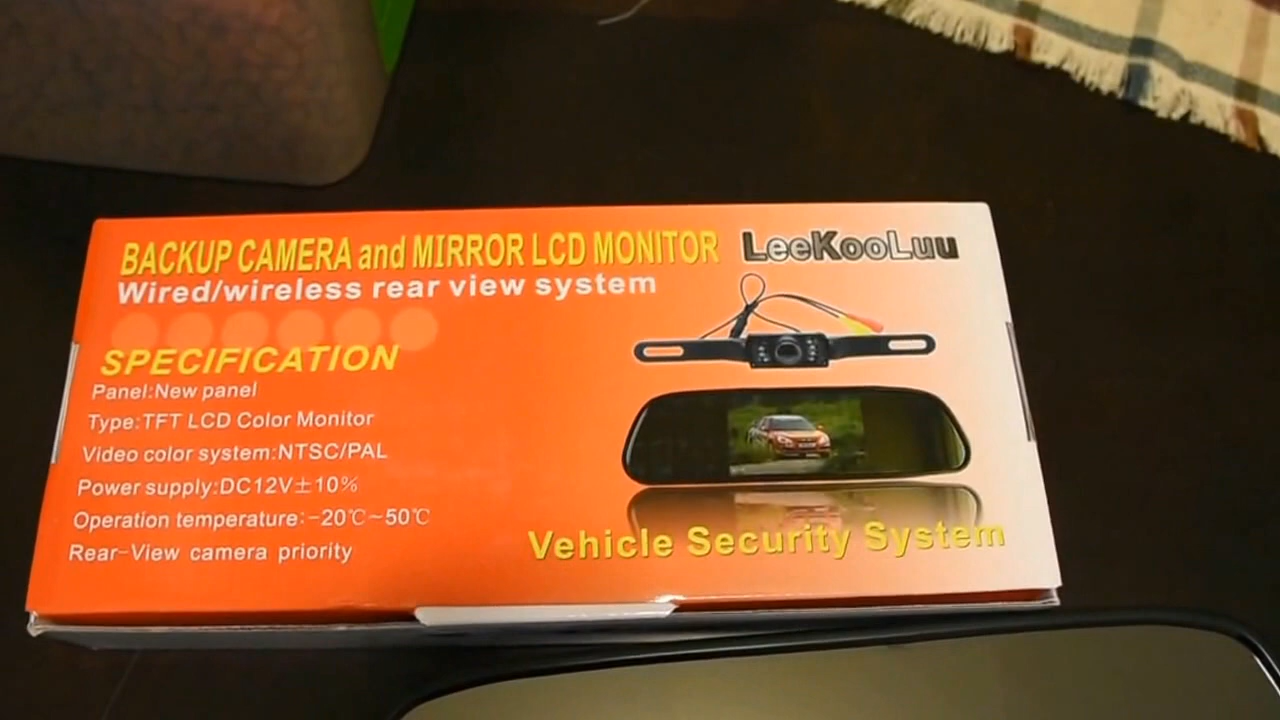 BACKUP CAMERA and MIRROR LCD MONITOR
LeeKooLuu
Wired/wireless rear view system
SPECIFICATION
Panel:New panel
Type:TFT LCD Color Monitor
Video color system:NTSC/PAL
Power supply:DC12V±10%
Operation temperature:-20℃~50℃
Rear-View camera priority
Vehicle Security System